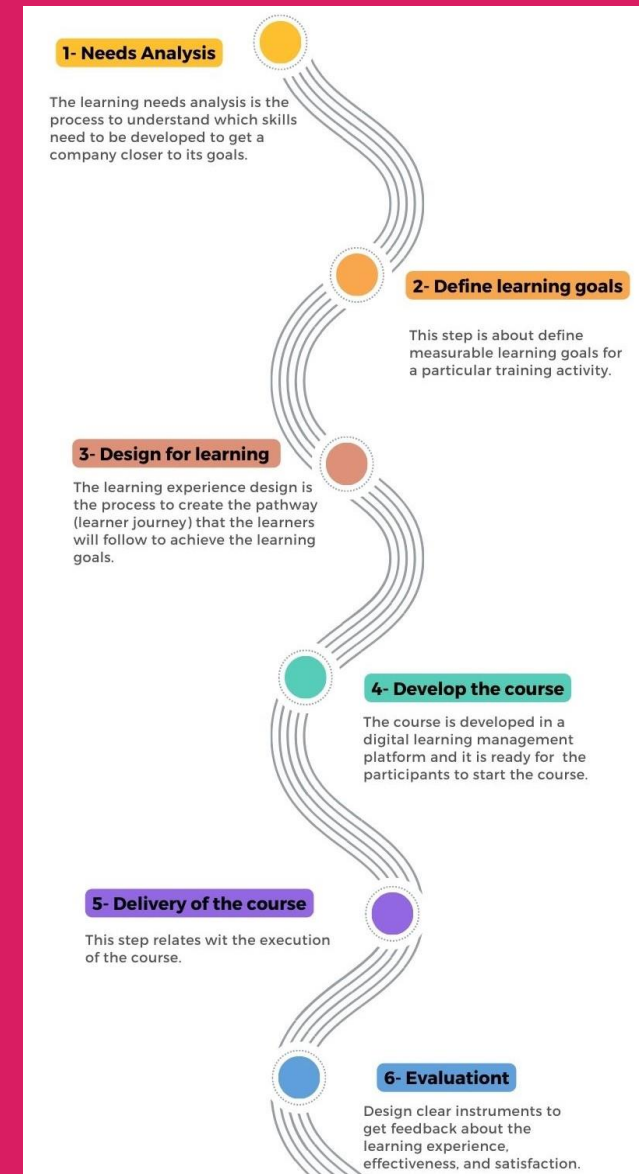 1- Needs Analysis
The learning needs analysis is the
process to understand which skills
need to be developed to get a
company closer to its goals.
2- Define learning goals
This step is about define
measurable learning goals for
a particular training activity.
3- Design for learning
The learning experience design is
the process to create the pathway
(learner journey) that the learners
will follow to achieve the learning
goals.
4- Develop the course
The course is developed in a
digital learning management
platform and it is ready for the
participants to start the course.
5- Delivery of the course
This step relates wit the execution
of the course.
6- Evaluationt
Design clear instruments to
get feedback about the
learning experience,
effectiveness, and satisfaction.